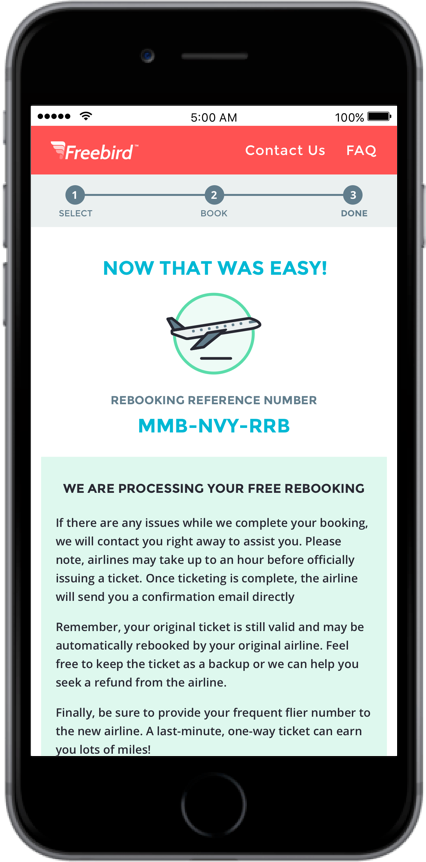 5:00 AM 100%
Freebird™ Contact Us FAQ
1 2 3
SELECT BOOK DONE
NOW THAT WAS EASY!
REBOOKING REFERENCE NUMBER
MMB-NVY-RRB
WE ARE PROCESSING YOUR FREE REBOOKING
If there are any issues while we complete your booking,
we will contact you right away to assist you. Please
note, airlines may take up to an hour before officially
issuing a ticket. Once ticketing is complete, the airline
will send you a confirmation email directly
Remember, your original ticket is still valid and may be
automatically rebooked by your original airline. Feel
free to keep the ticket as a backup or we can help you
seek a refund from the airline.
Finally, be sure to provide your frequent flier number to
the new airline. A last-minute, one-way ticket can earn
you lots of miles!